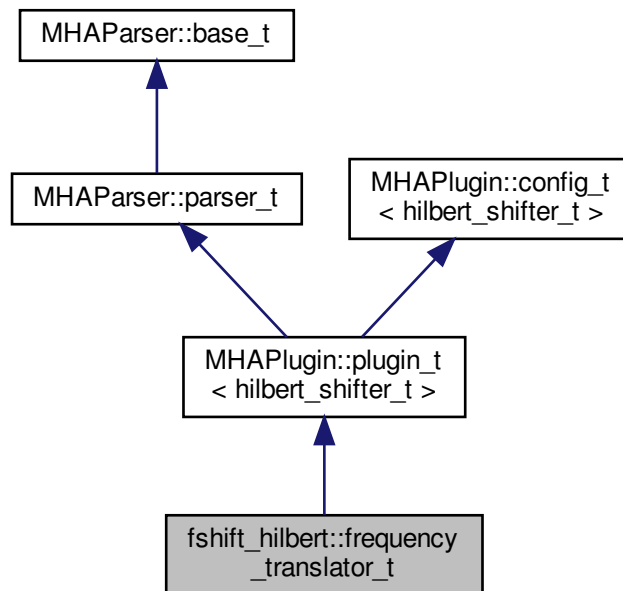 MHAParser::base_t
MHAParser::parser_t
MHAPlugin::config_t
< hilbert_shifter_t >
MHAPlugin::plugin_t
< hilbert_shifter_t >
fshift_hilbert::frequency
_translator_t